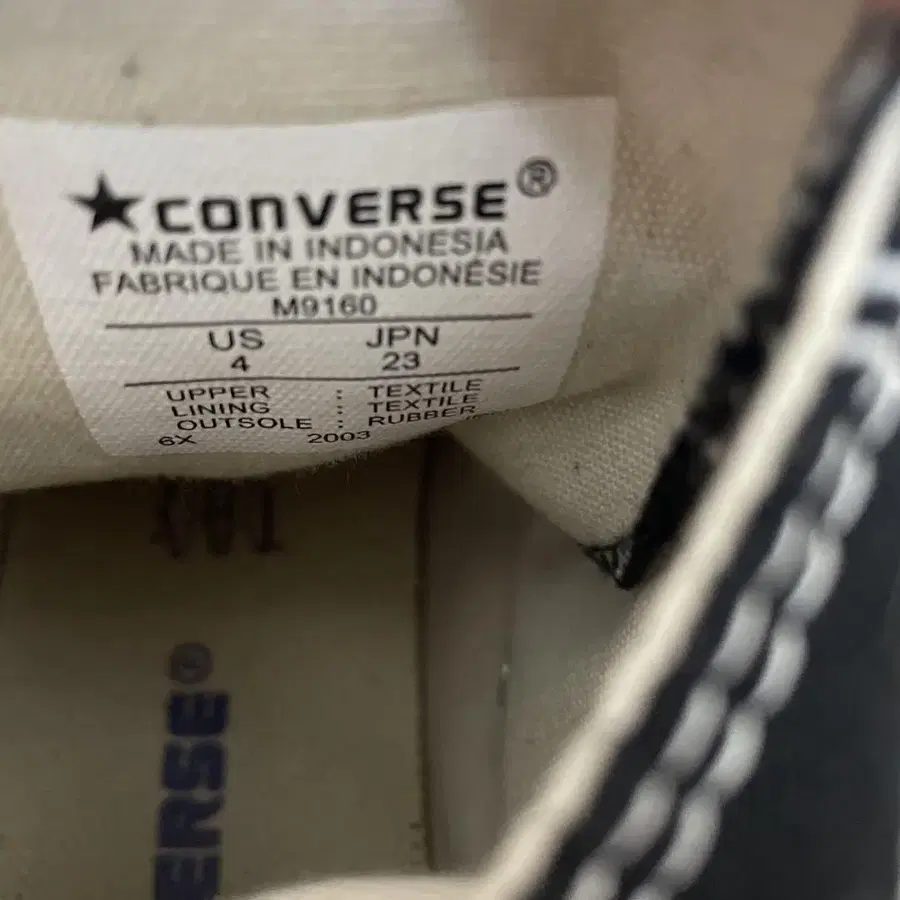 ★CONVERSE®
MADE IN INDONESIA
FABRIQUE EN INDONÉSIE
M9160
US JPN
4 23
UPPER : TEXTILE
LINING : TEXTILE
OUTSOLE : RUBBER
6X 2003
ERSE®